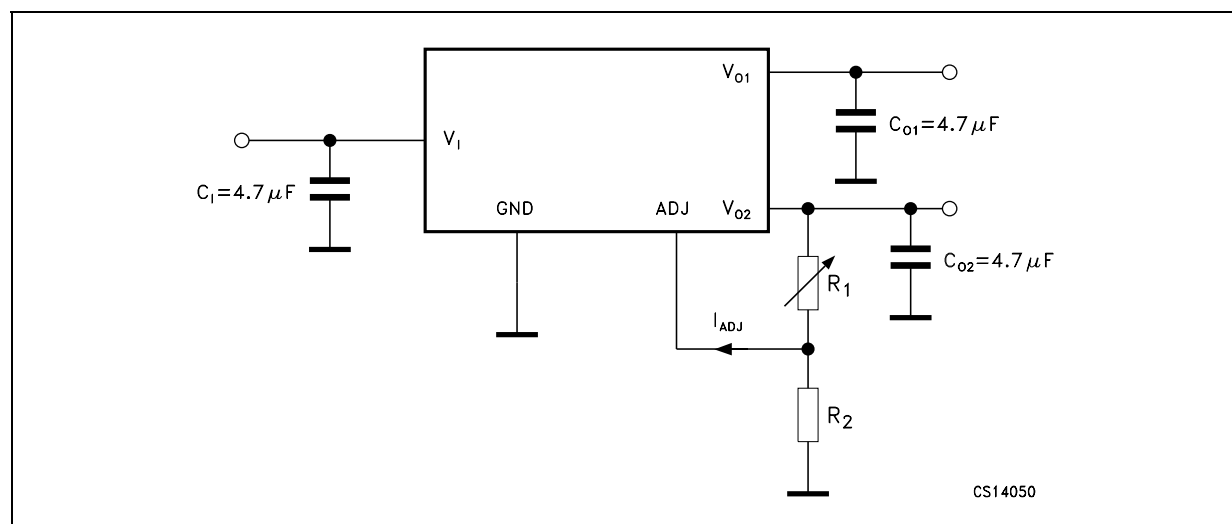 V_O1
C_O1=4.7μF
V_I
C_I=4.7μF
GND
ADJ
V_O2
C_O2=4.7μF
R_1
I_ADJ
R_2
CS14050